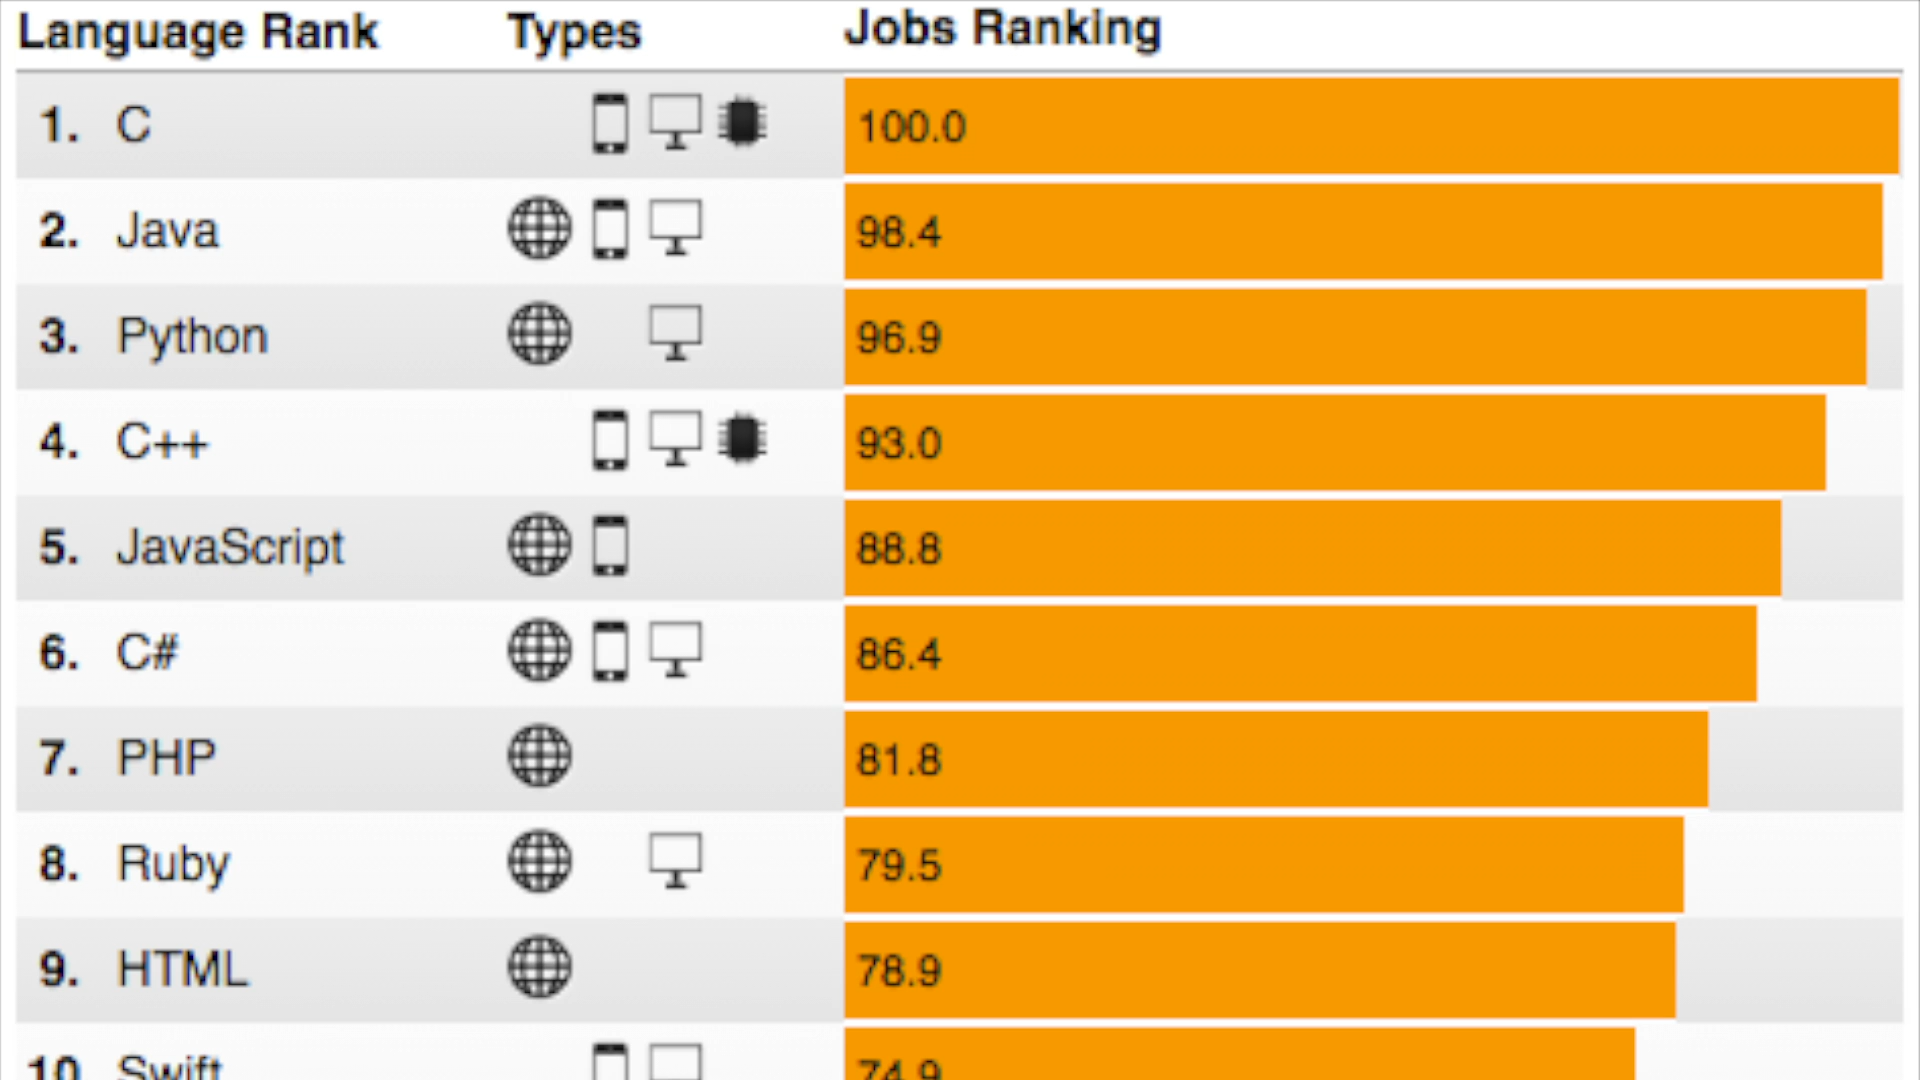 Language Rank Types Jobs Ranking
1. C 100.0
2. Java 98.4
3. Python 96.9
4. C++ 93.0
5. JavaScript 88.8
6. C# 86.4
7. PHP 81.8
8. Ruby 79.5
9. HTML 78.9
10. Swift 74.9